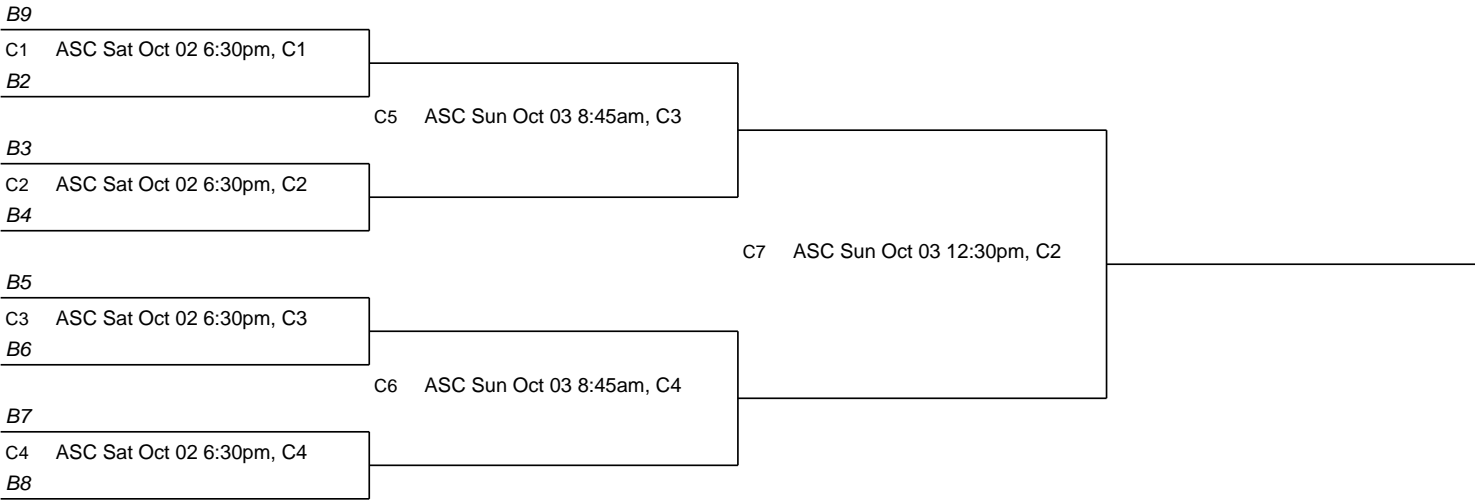 B9
C1 ASC Sat Oct 02 6:30pm, C1
B2
C5 ASC Sun Oct 03 8:45am, C3
B3
C2 ASC Sat Oct 02 6:30pm, C2
B4
C7 ASC Sun Oct 03 12:30pm, C2
B5
C3 ASC Sat Oct 02 6:30pm, C3
B6
C6 ASC Sun Oct 03 8:45am, C4
B7
C4 ASC Sat Oct 02 6:30pm, C4
B8